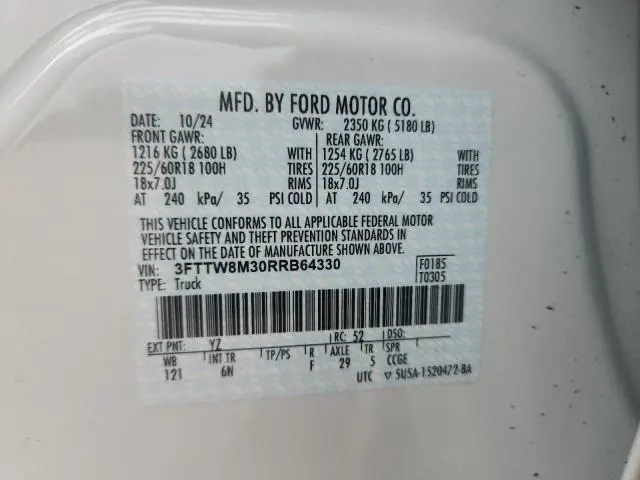 MFD. BY FORD MOTOR CO.
DATE: 10/24 GVWR: 2350 KG ( 5180 LB)
FRONT GAWR: REAR GAWR:
1216 KG ( 2680 LB) WITH 1254 KG ( 2765 LB) WITH
225/60R18 100H TIRES 225/60R18 100H TIRES
18x7.0J RIMS 18x7.0J RIMS
AT 240 kPa/ 35 PSI COLD AT 240 kPa/ 35 PSI COLD
THIS VEHICLE CONFORMS TO ALL APPLICABLE FEDERAL MOTOR
VEHICLE SAFETY AND THEFT PREVENTION STANDARDS IN
EFFECT ON THE DATE OF MANUFACTURE SHOWN ABOVE.
VIN: 3FTTW8M30RRB64330 F0185
TYPE: Truck T0305
EXT PNT: YZ RC: 52 DSO:
WB INT TR TP/PS R AXLE TR SPR
121 6N F 29 5 CCGE
UTC ▽ 5U5A-1520472-BA